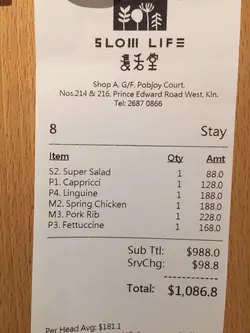 SLOW LIFE
長活堂
Shop A, G/F. Pobjoy Court,
Nos.214 & 216. Prince Edward Road West, Kln.
Tel: 2687 0866
8 Stay
Item Qty Amt
S2. Super Salad 1 88.0
P1. Cappricci 1 128.0
P4. Linguine 1 188.0
M2. Spring Chicken 1 188.0
M3. Pork Rib 1 228.0
P3. Fettuccine 1 168.0
Sub Ttl: $988.0
SrvChg: $98.8
Total: $1,086.8
Per Head Avg: $181.1